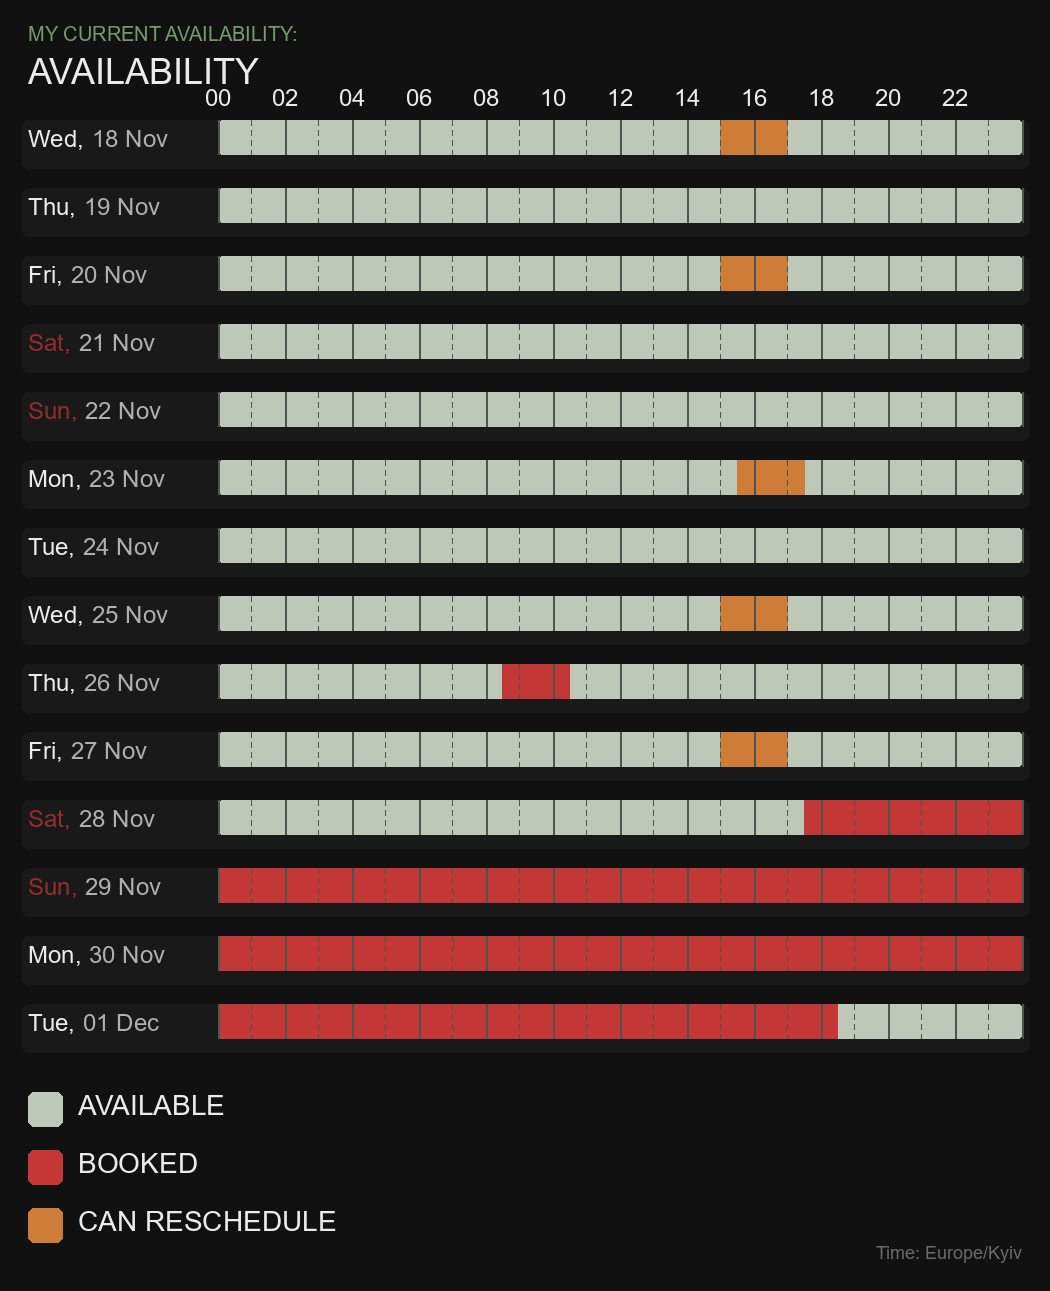 MY CURRENT AVAILABILITY:
AVAILABILITY
00 02 04 06 08 10 12 14 16 18 20 22
Wed, 18 Nov
Thu, 19 Nov
Fri, 20 Nov
Sat, 21 Nov
Sun, 22 Nov
Mon, 23 Nov
Tue, 24 Nov
Wed, 25 Nov
Thu, 26 Nov
Fri, 27 Nov
Sat, 28 Nov
Sun, 29 Nov
Mon, 30 Nov
Tue, 01 Dec
AVAILABLE
BOOKED
CAN RESCHEDULE
Time: Europe/Kyiv